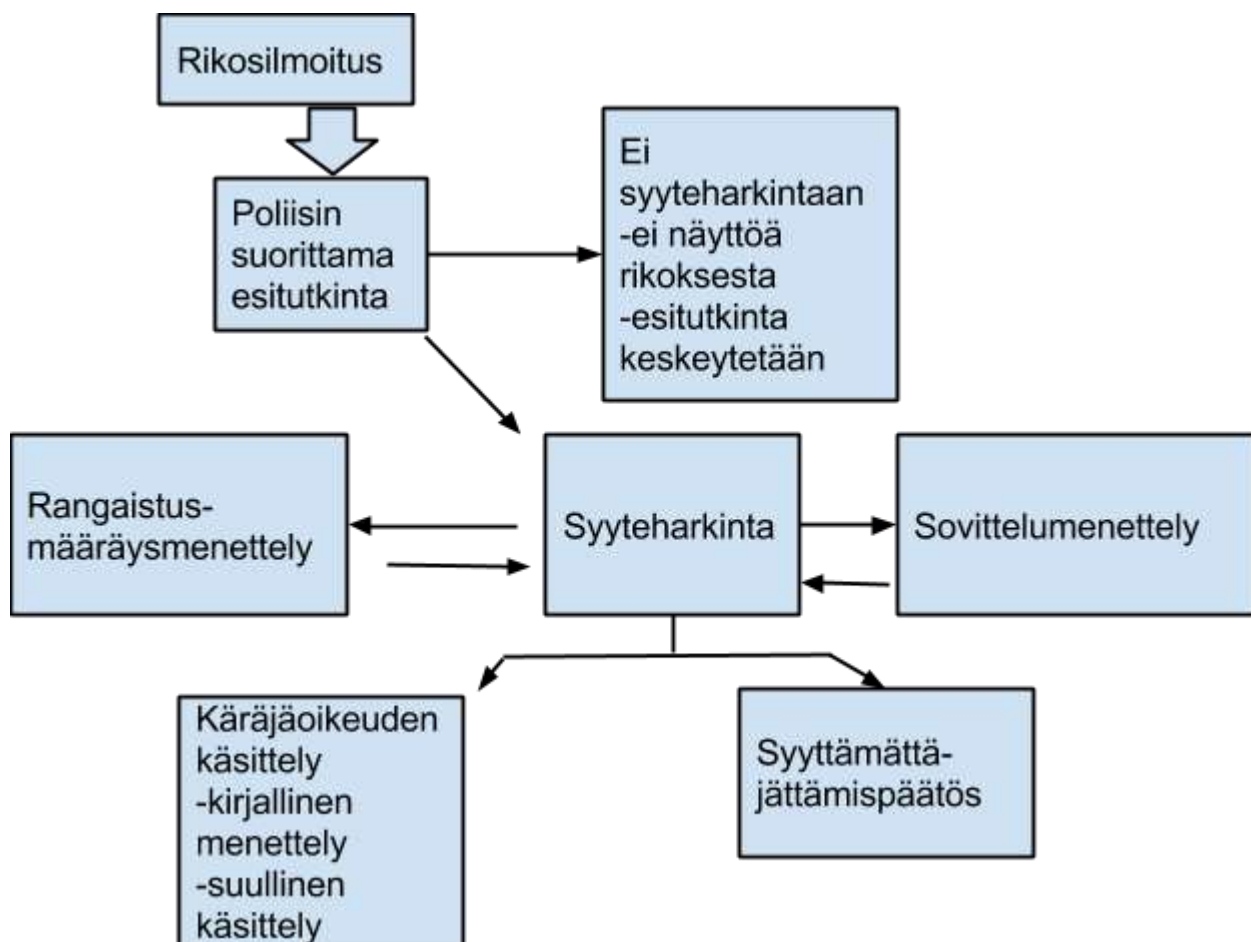 Rikosilmoitus
Poliisin
suorittama
esitutkinta
Ei
syyteharkintaan
-ei näyttöä
rikoksesta
-esitutkinta
keskeytetään
Rangaistus-
määräysmenettely
Syyteharkinta
Sovittelumenettely
Käräjäoikeuden
käsittely
-kirjallinen
menettely
-suullinen
käsittely
Syyttämättä-
jättämispäätös